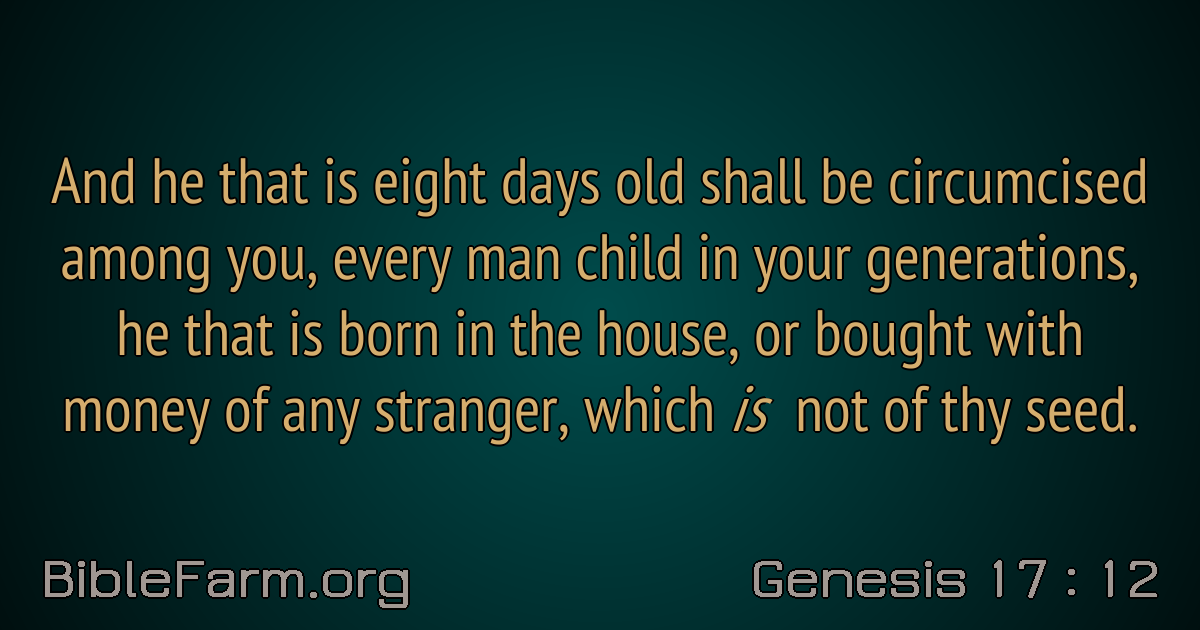 And he that is eight days old shall be circumcised
among you, every man child in your generations,
he that is born in the house, or bought with
money of any stranger, which is not of thy seed.
BibleFarm.org
Genesis 17 : 12